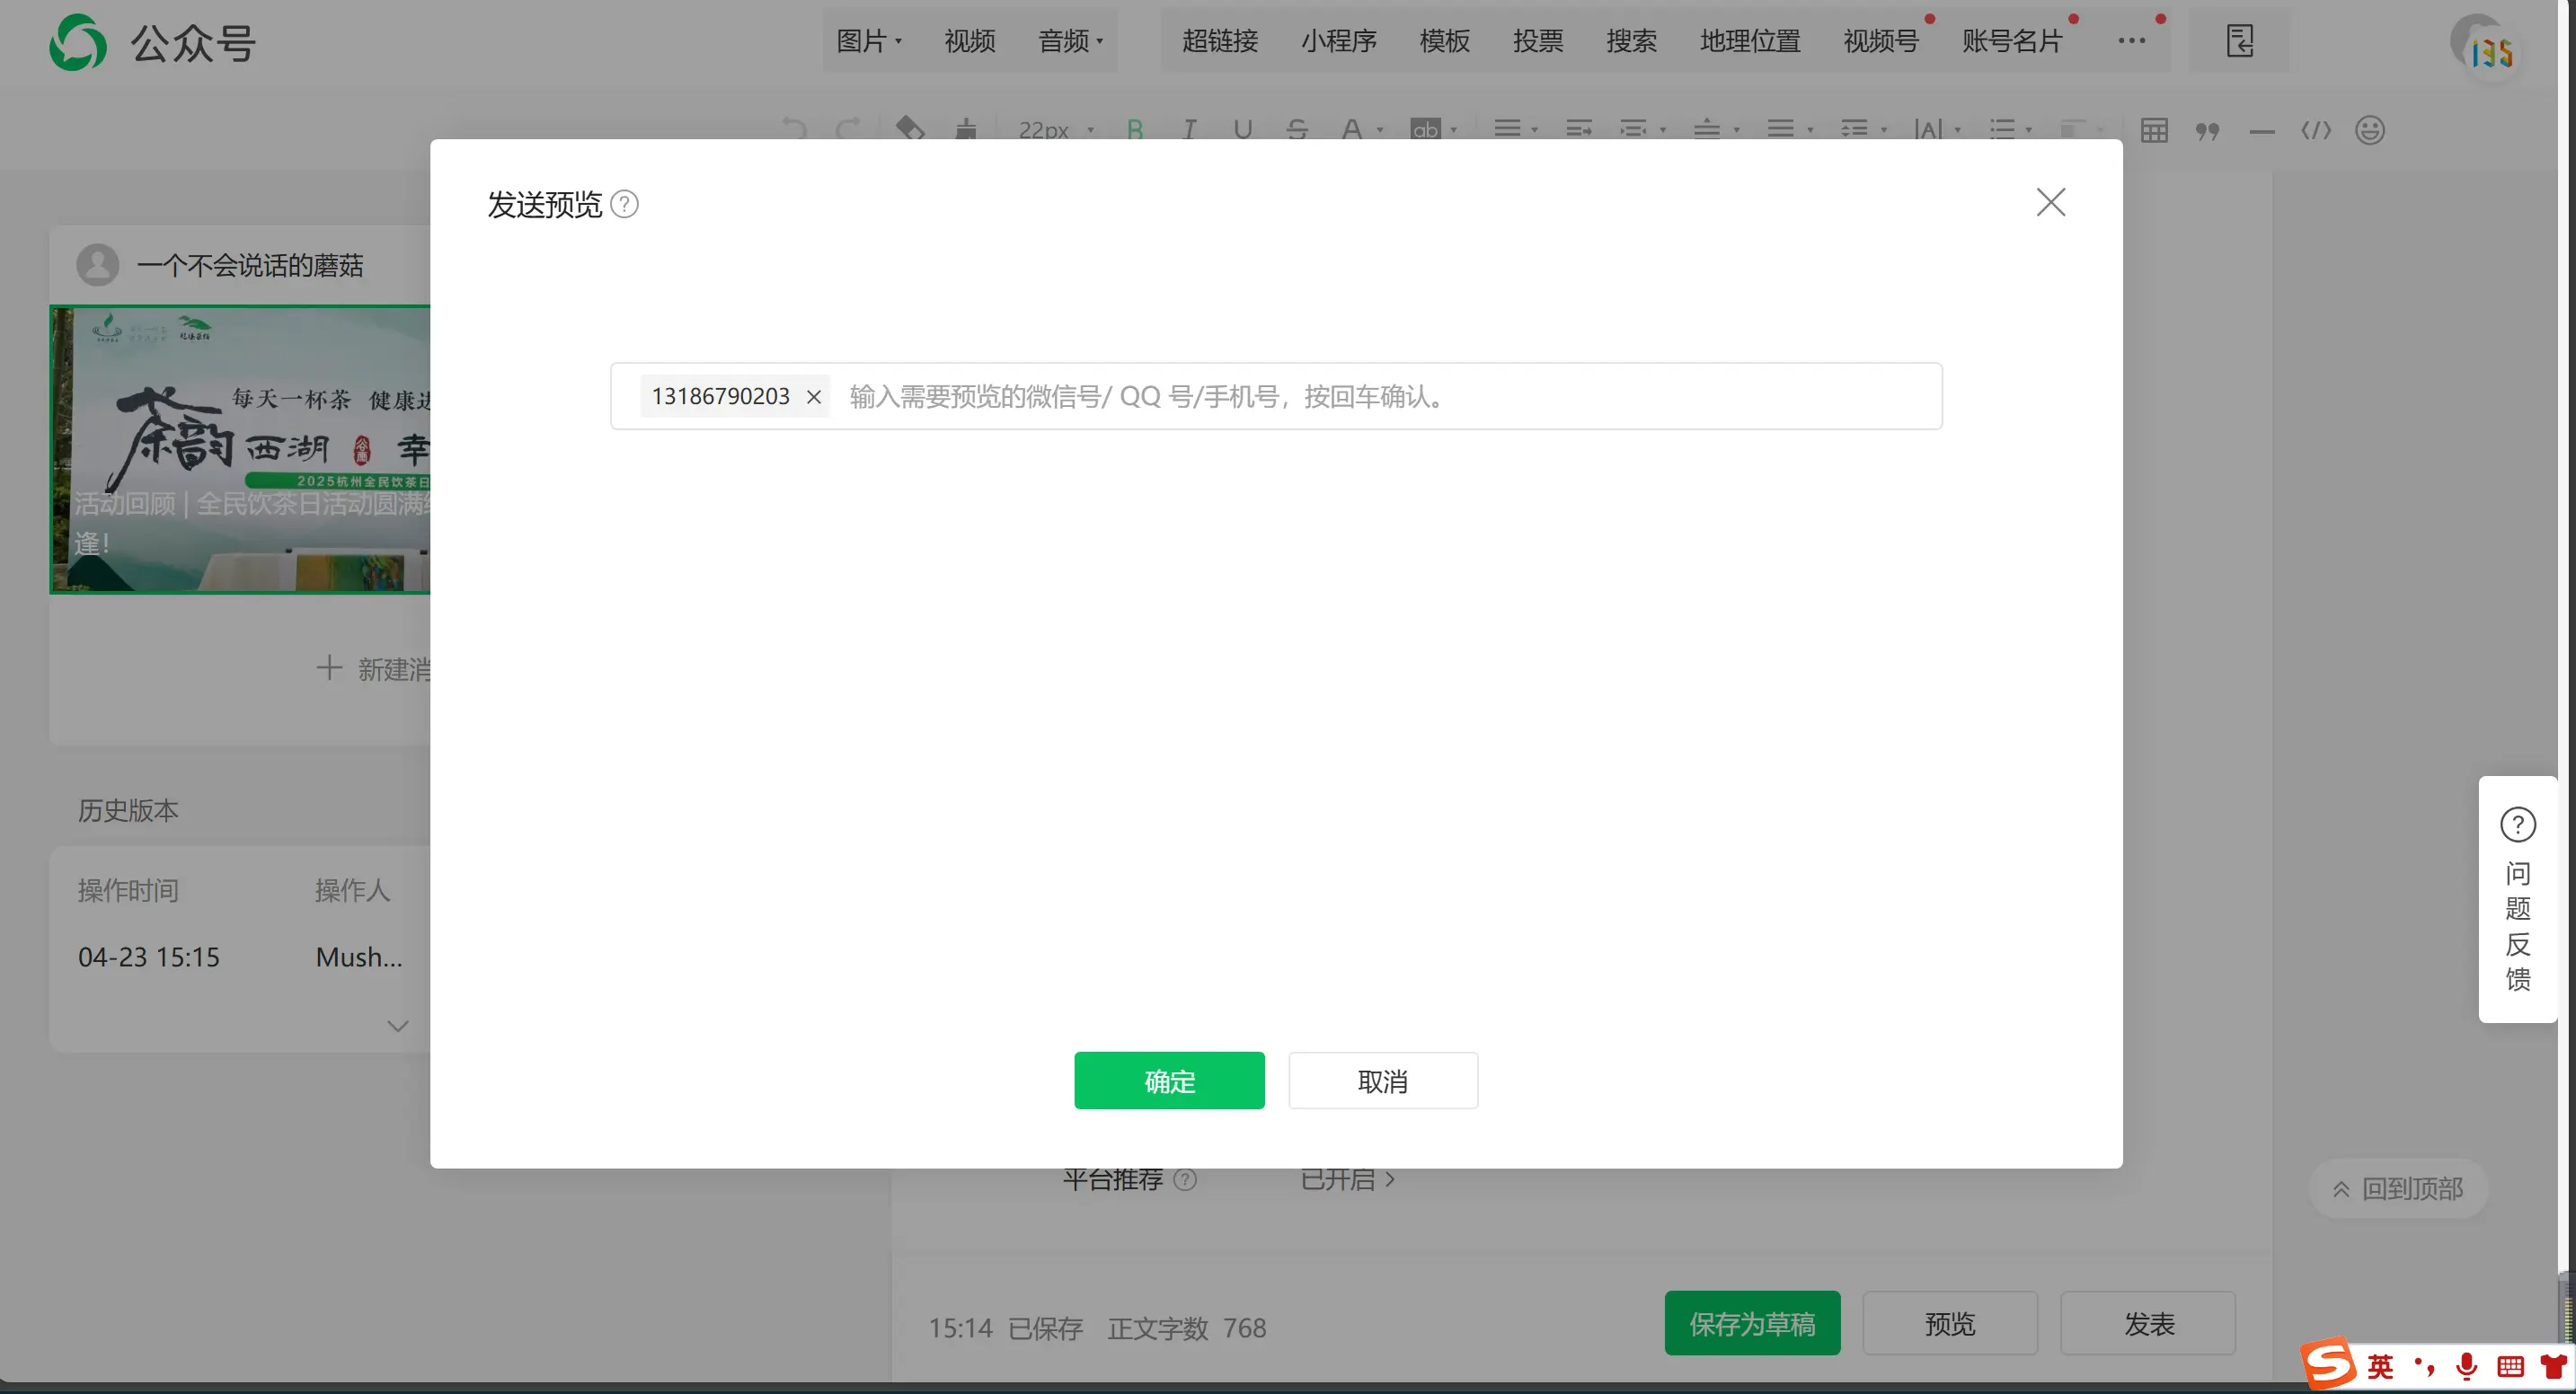 公众号
图片 视频 音频 超链接 小程序 模板 投票 搜索 地理位置 视频号 账号名片 ···
135
22px B I U S A ab |A| </>
发送预览 ?
一个不会说话的蘑菇
每天一杯茶 健康
茶韵西湖 幸
2025杭州全民饮茶日
活动回顾 | 全民饮茶日活动圆满
逢!
13186790203 × 输入需要预览的微信号/ QQ 号/手机号，按回车确认。
+ 新建消
历史版本
操作时间 操作人
04-23 15:15 Mush...
确定 取消
? 问题反馈
平台推荐 ? 已开启 >
回到顶部
15:14 已保存 正文字数 768
保存为草稿 预览 发表
S 英